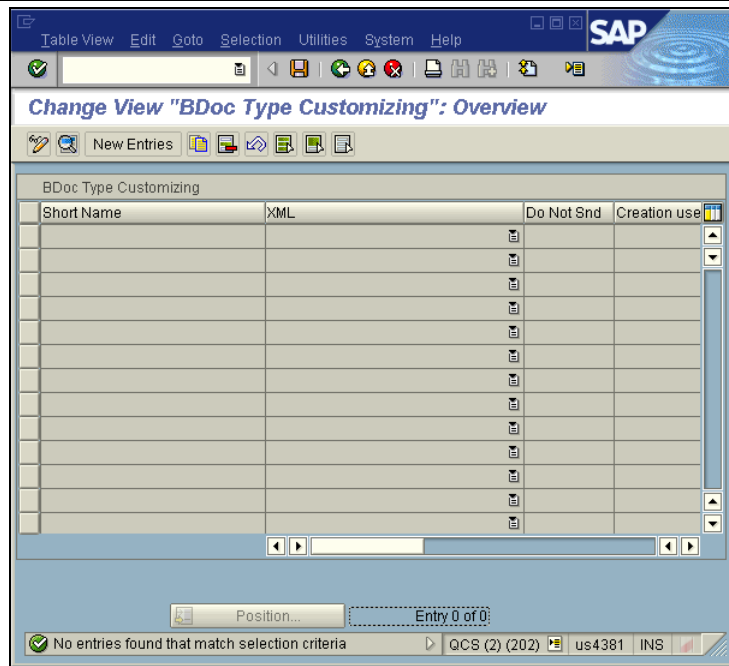 Table View Edit Goto Selection Utilities System Help
SAP
Change View "BDoc Type Customizing": Overview
New Entries
BDoc Type Customizing
Short Name XML Do Not Snd Creation use
Position... Entry 0 of 0
No entries found that match selection criteria QCS (2) (202) us4381 INS